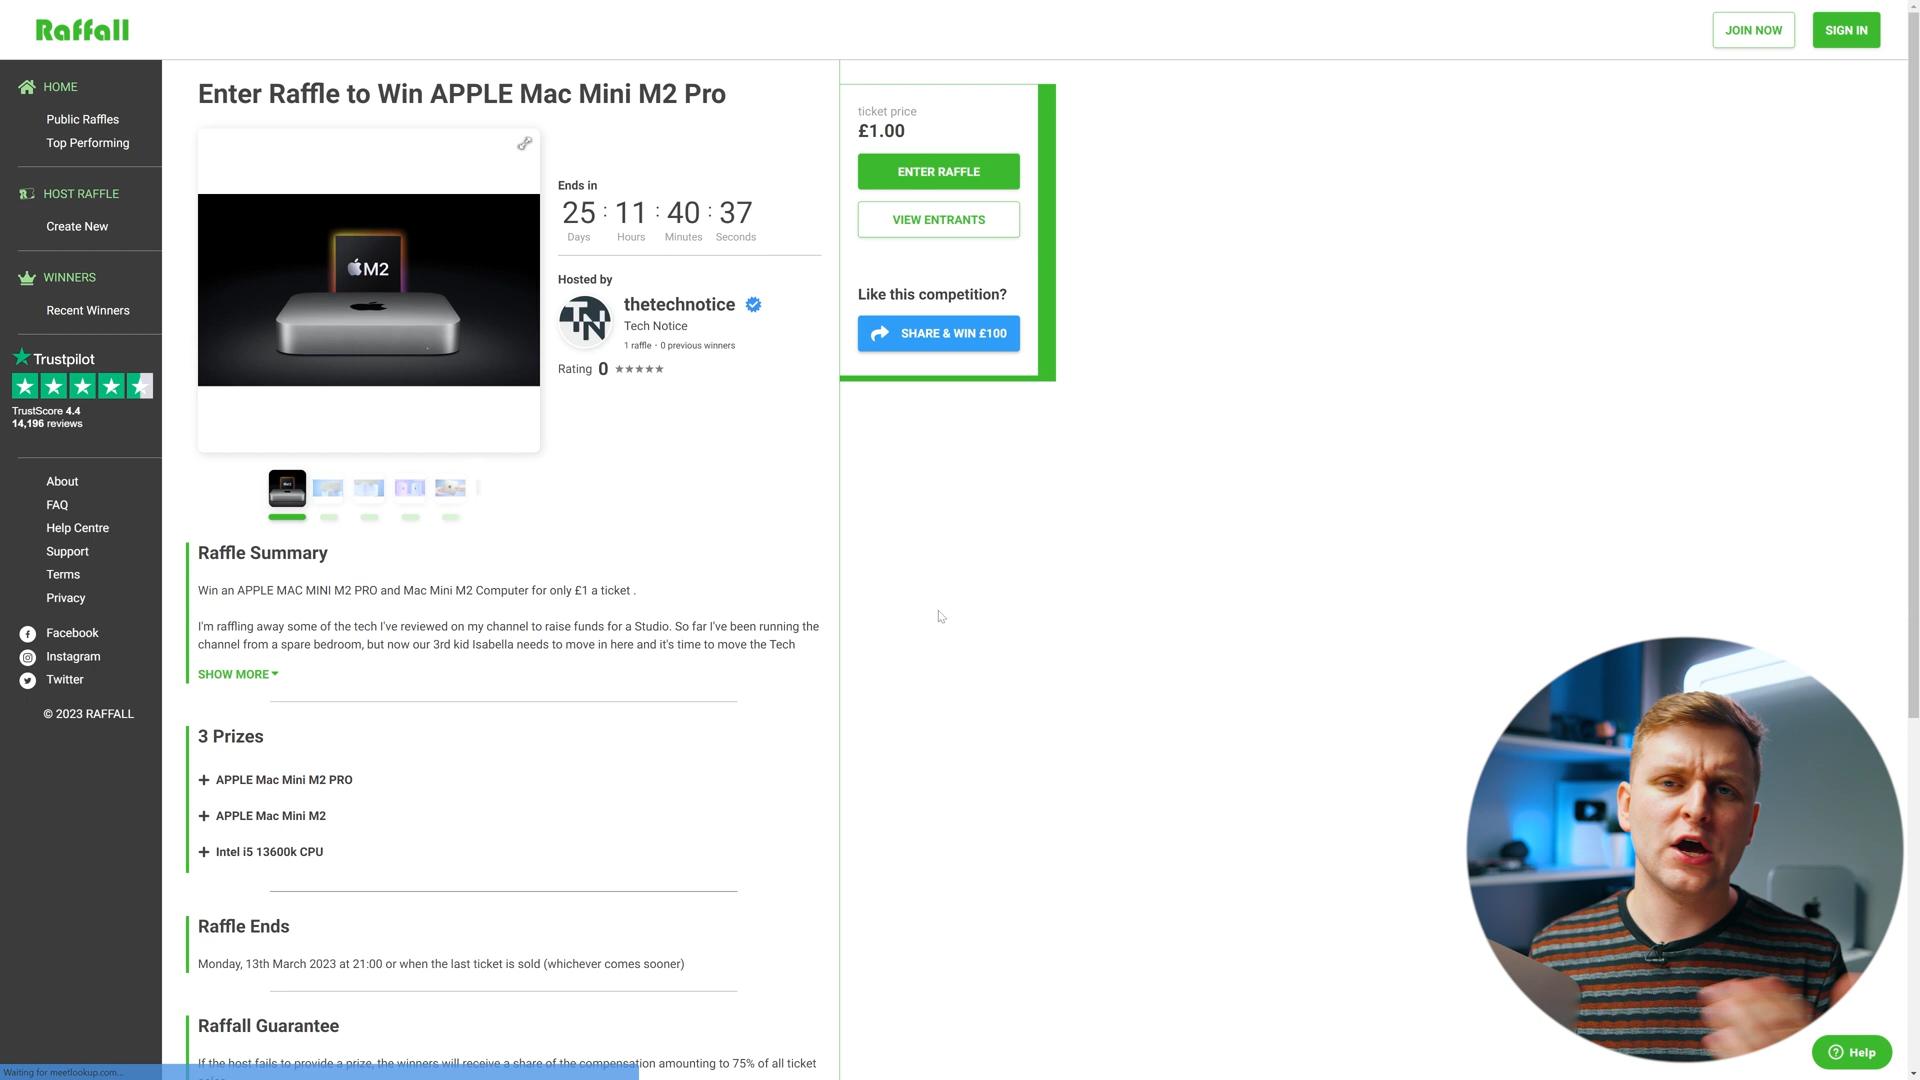 Raffall
JOIN NOW
SIGN IN
HOME
Public Raffles
Top Performing
HOST RAFFLE
Create New
WINNERS
Recent Winners
Trustpilot
TrustScore 4.4
14,196 reviews
About
FAQ
Help Centre
Support
Terms
Privacy
Facebook
Instagram
Twitter
© 2023 RAFFALL
Enter Raffle to Win APPLE Mac Mini M2 Pro
M2
Ends in
25 : 11 : 40 : 37
Days Hours Minutes Seconds
Hosted by
TN
thetechnotice
Tech Notice
1 raffle · 0 previous winners
Rating 0 ★★★★★
ticket price
£1.00
ENTER RAFFLE
VIEW ENTRANTS
Like this competition?
SHARE & WIN £100
Raffle Summary
Win an APPLE MAC MINI M2 PRO and Mac Mini M2 Computer for only £1 a ticket .
I'm raffling away some of the tech I've reviewed on my channel to raise funds for a Studio. So far I've been running the
channel from a spare bedroom, but now our 3rd kid Isabella needs to move in here and it's time to move the Tech
SHOW MORE
3 Prizes
+ APPLE Mac Mini M2 PRO
+ APPLE Mac Mini M2
+ Intel i5 13600k CPU
Raffle Ends
Monday, 13th March 2023 at 21:00 or when the last ticket is sold (whichever comes sooner)
Raffall Guarantee
If the host fails to provide a prize, the winners will receive a share of the compensation amounting to 75% of all ticket
Waiting for meetlookup.com...
Help